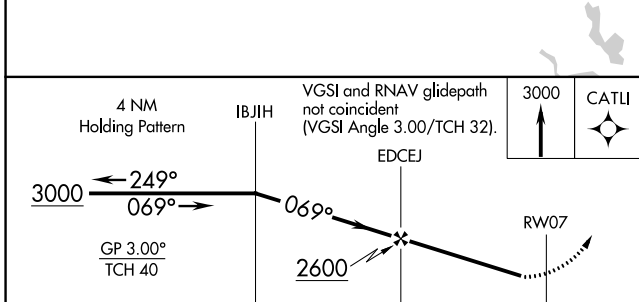 4 NM
Holding Pattern
IBJIH
VGSI and RNAV glidepath
not coincident
(VGSI Angle 3.00/TCH 32).
3000
CATLI
EDCEJ
3000
249°
069°
069°
RW07
GP 3.00°
TCH 40
2600